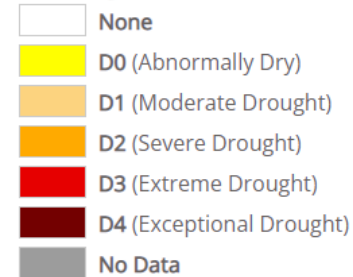 None
D0 (Abnormally Dry)
D1 (Moderate Drought)
D2 (Severe Drought)
D3 (Extreme Drought)
D4 (Exceptional Drought)
No Data